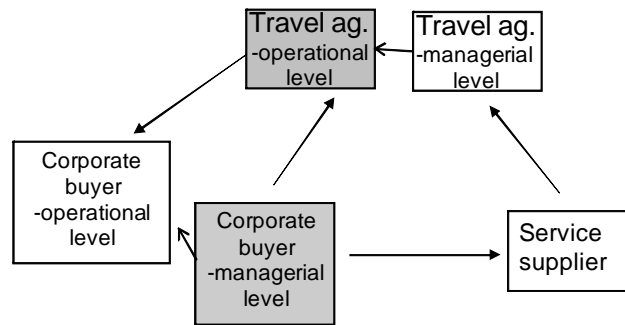 Travel ag.
-operational
level
Travel ag.
-managerial
level
Corporate
buyer
-operational
level
Corporate
buyer
-managerial
level
Service
supplier